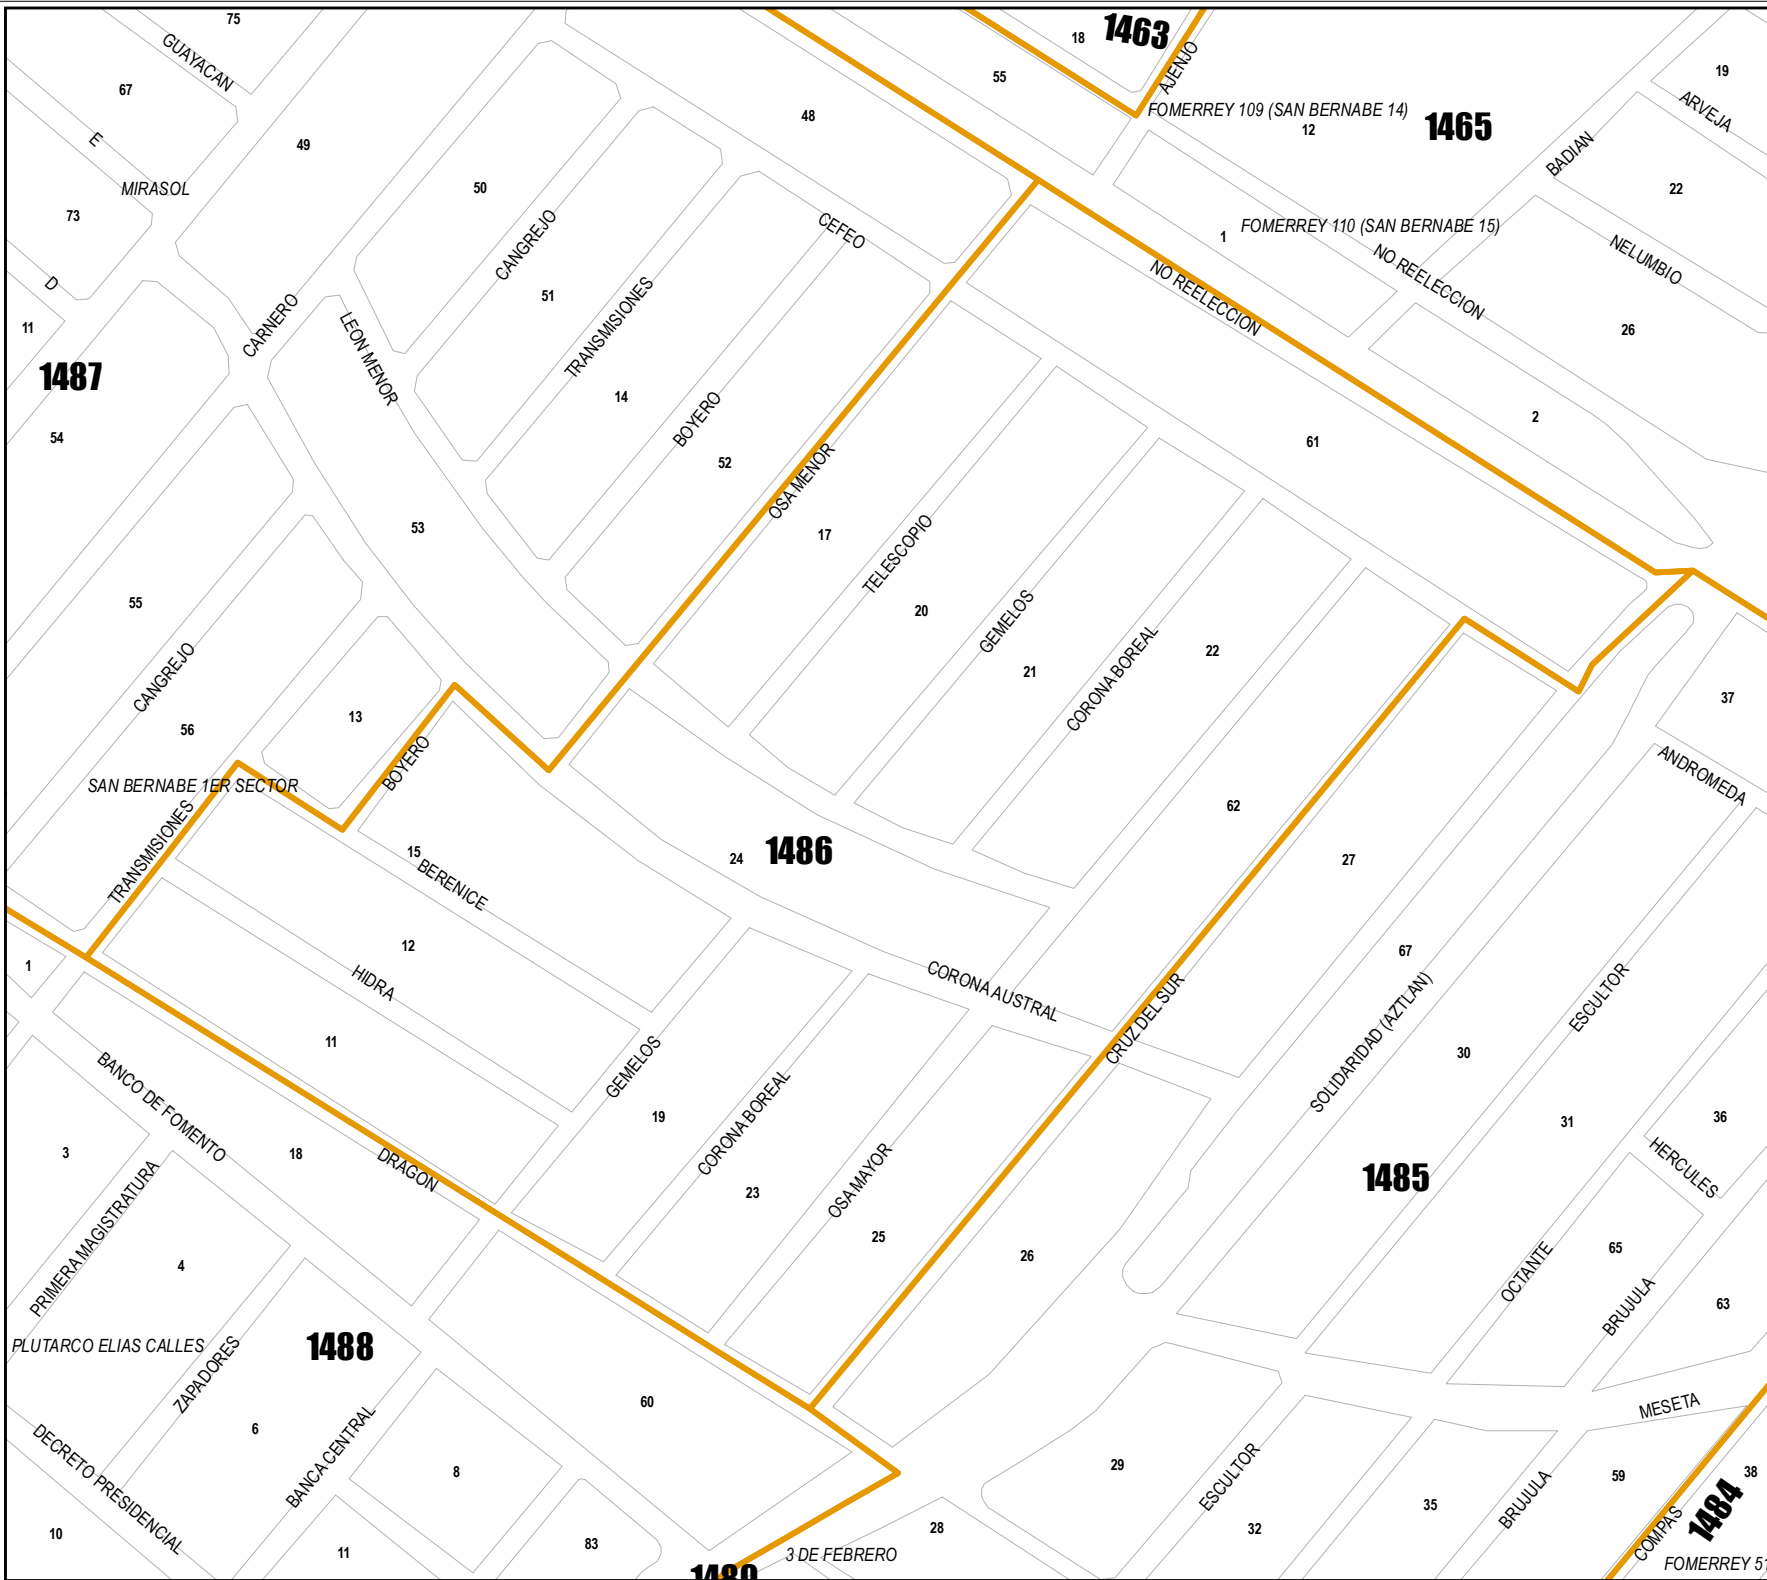 75
GUAYACAN
18
1463
55
AJENJO
19
67
ARVEJA
FOMERREY 109 (SAN BERNABE 14)
12
1465
48
E
49
BADIAN
MIRASOL
50
22
73
CANGREJO
CEFEO
1
FOMERREY 110 (SAN BERNABE 15)
NELUMBIO
NO REELECCION
NO REELECCION
D
51
TRANSMISIONES
11
CARNERO
LEON MENOR
26
1487
14
BOYERO
2
54
52
61
OSA MENOR
53
17
TELESCOPIO
55
20
GEMELOS
CANGREJO
21
CORONA BOREAL
22
37
56
13
BOYERO
ANDROMEDA
SAN BERNABE 1ER SECTOR
TRANSMISIONES
62
15
BERENICE
24
1486
27
12
HIDRA
67
1
CORONA AUSTRAL
CRUZ DEL SUR
SOLIDARIDAD (AZTLAN)
ESCULTOR
11
GEMELOS
30
BANCO DE FOMENTO
19
CORONA BOREAL
31
36
3
18
DRAGON
HERCULES
PRIMERA MAGISTRATURA
23
OSA MAYOR
1485
25
26
65
4
OCTANTE
BRUJULA
63
PLUTARCO ELIAS CALLES
ZAPADORES
1488
60
MESETA
6
DECRETO PRESIDENCIAL
BANCA CENTRAL
8
29
ESCULTOR
59
38
35
BRUJULA
1484
COMPAS
10
11
83
28
32
3 DE FEBRERO
FOMERREY 51
1489